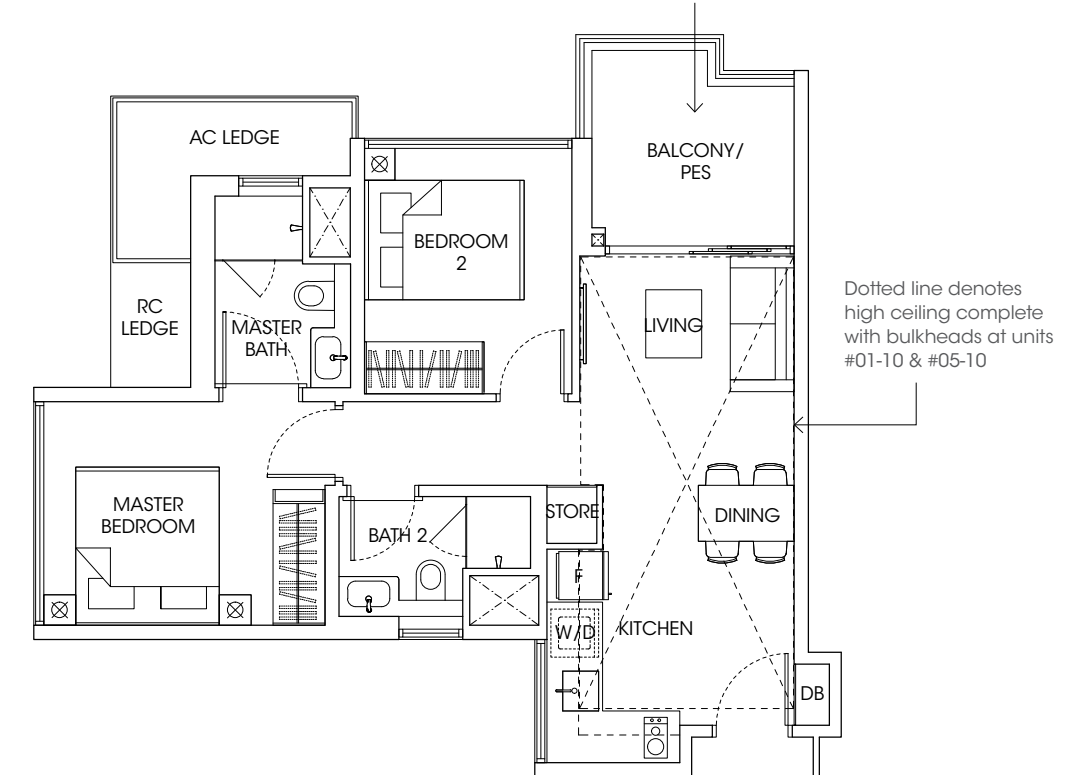 AC LEDGE
BALCONY/
PES
BEDROOM
2
RC
LEDGE
MASTER
BATH
LIVING
Dotted line denotes
high ceiling complete
with bulkheads at units
#01-10 & #05-10
MASTER
BEDROOM
BATH 2
STORE
DINING
F
W/D
KITCHEN
DB